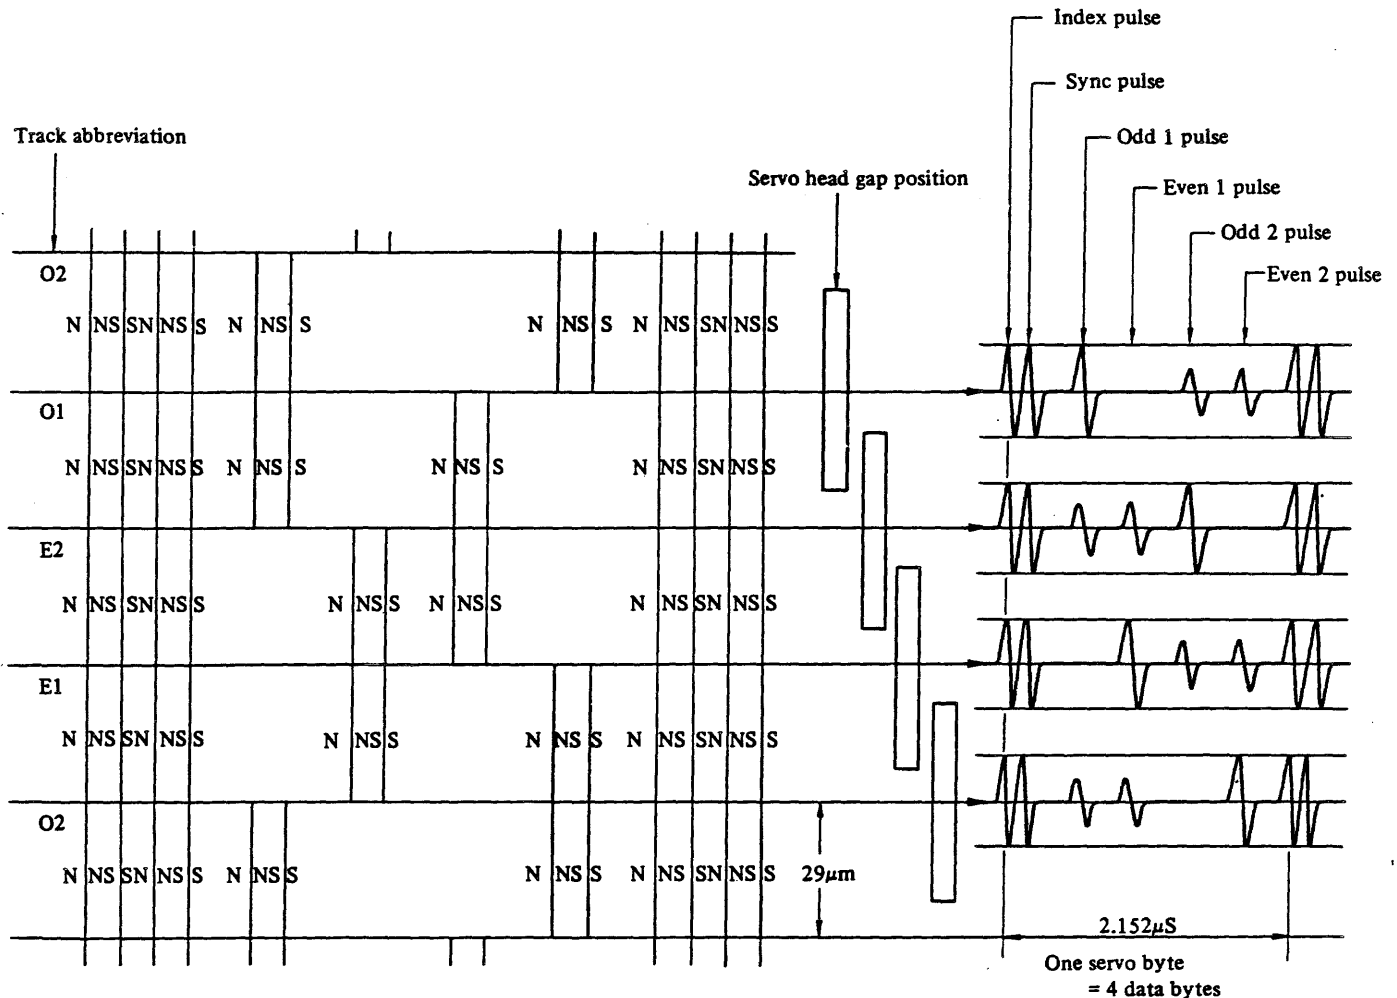 Index pulse
Sync pulse
Track abbreviation
Odd 1 pulse
Servo head gap position
Even 1 pulse
Odd 2 pulse
Even 2 pulse
O2
N NS SN NS S N NS S N NS S N NS SN NS S
O1
N NS SN NS S N NS S N NS S N NS SN NS S
E2
N NS SN NS S N NS S N NS S N NS SN NS S
E1
N NS SN NS S N NS S N NS S N NS SN NS S
O2
N NS SN NS S N NS S N NS S N NS SN NS S
29μm
2.152μS
One servo byte
= 4 data bytes